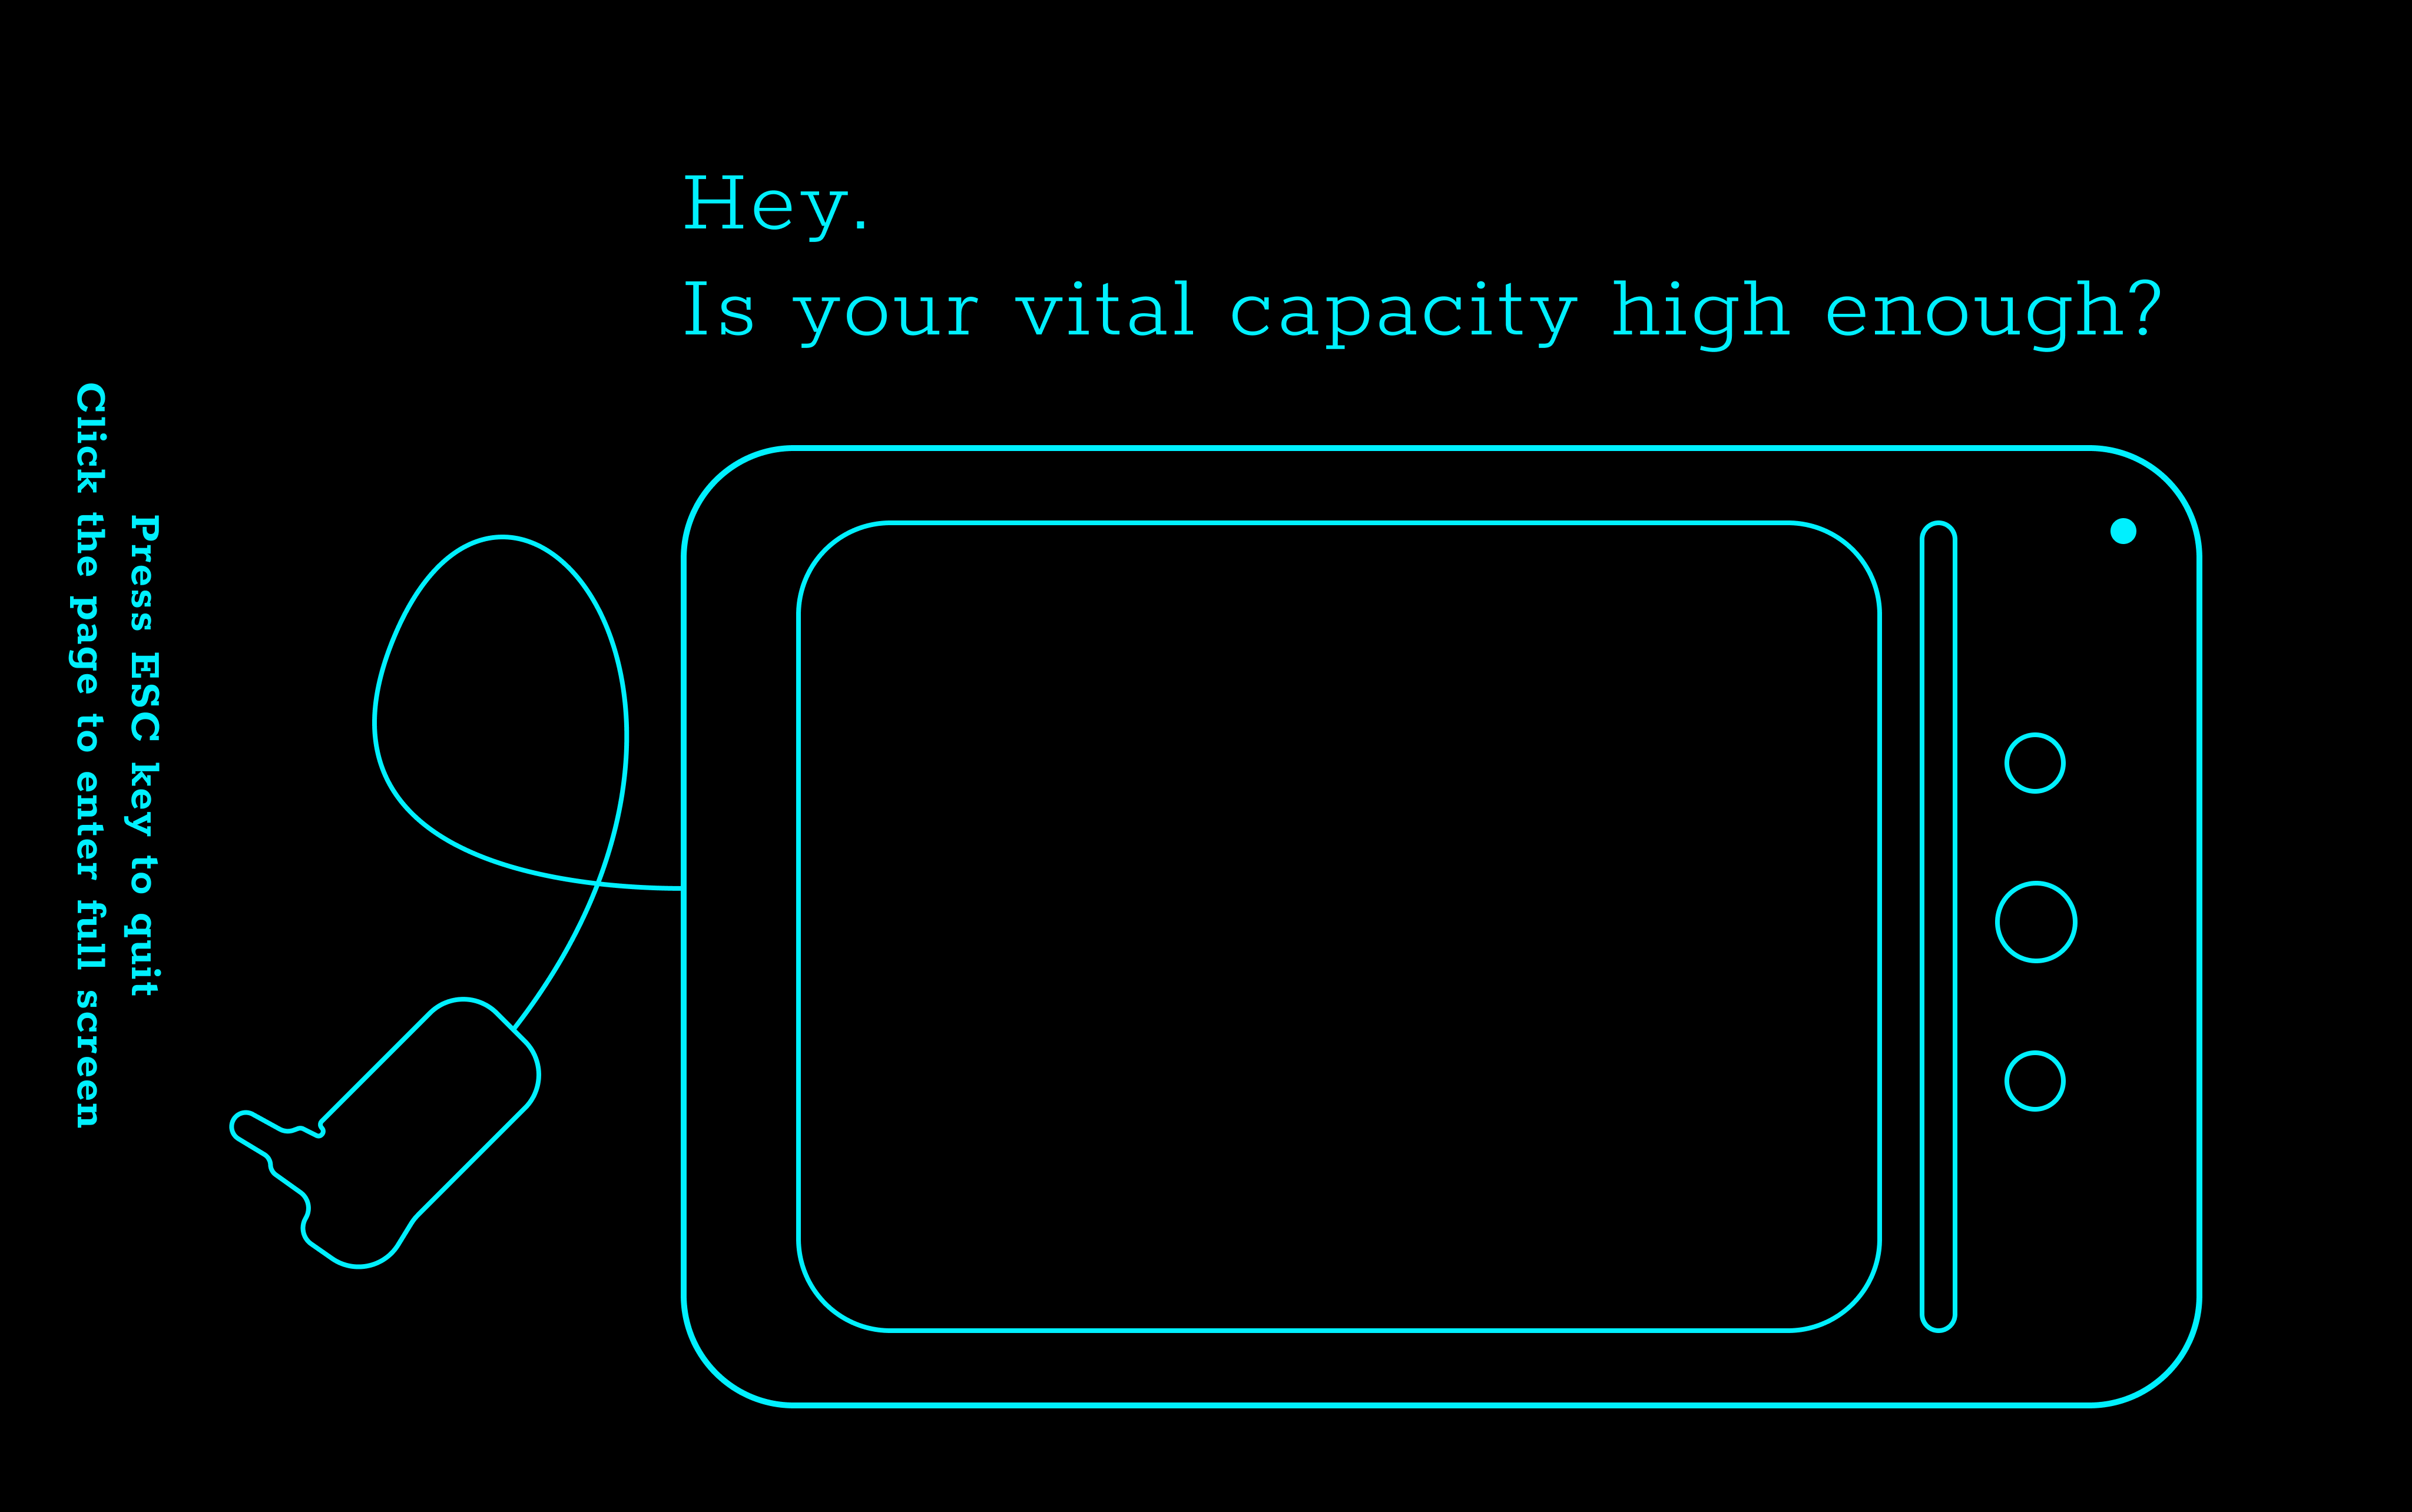 Hey.
Is your vital capacity high enough?
Press ESC key to quit
Click the page to enter full screen